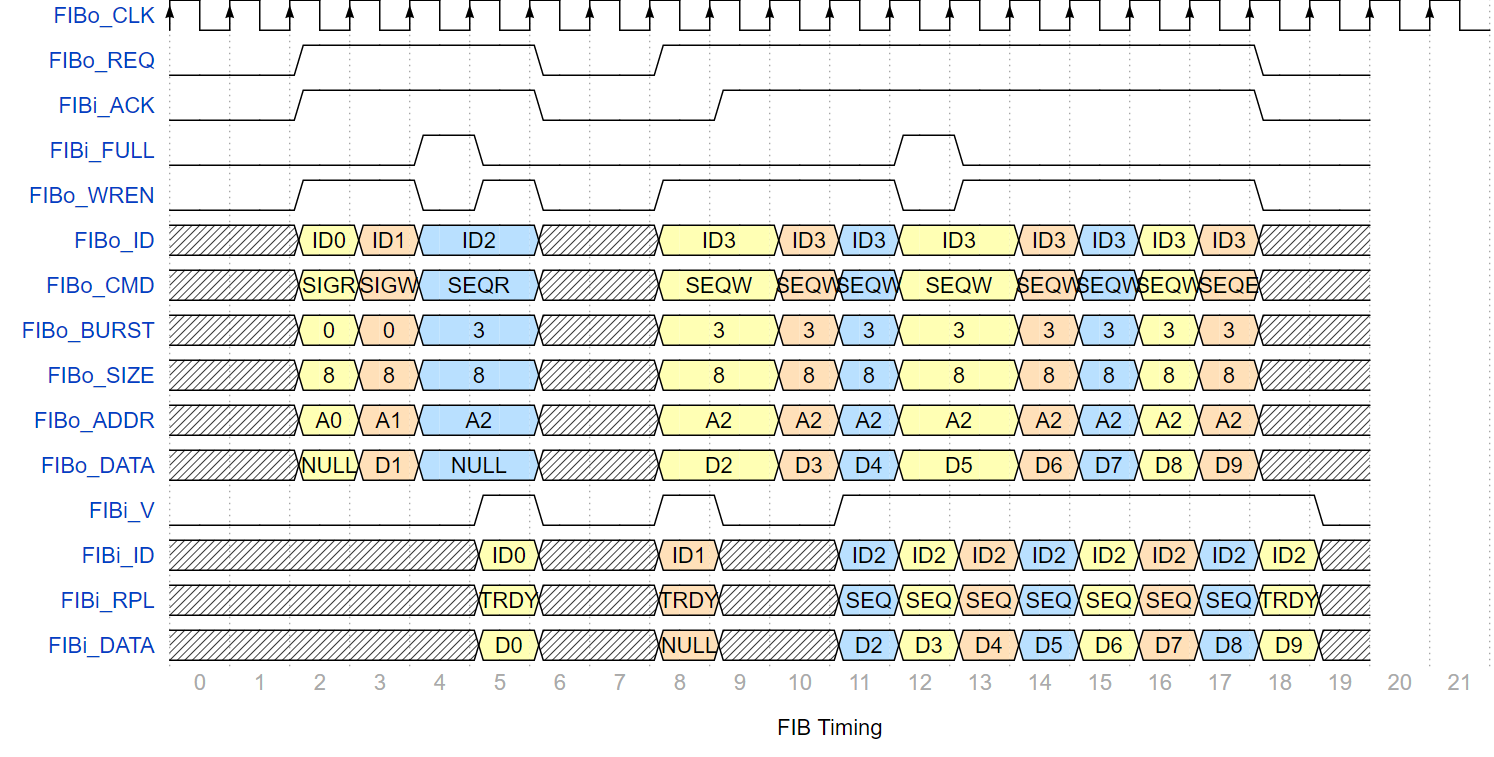 FIBo_CLK
FIBo_REQ
FIBi_ACK
FIBi_FULL
FIBo_WREN
FIBo_ID ID0 ID1 ID2 ID3 ID3 ID3 ID3 ID3 ID3 ID3 ID3
FIBo_CMD SIGR SIGW SEQR SEQW SEQW SEQW SEQW SEQW SEQW SEQW SEQE
FIBo_BURST 0 0 3 3 3 3 3 3 3 3 3
FIBo_SIZE 8 8 8 8 8 8 8 8 8 8 8
FIBo_ADDR A0 A1 A2 A2 A2 A2 A2 A2 A2 A2 A2
FIBo_DATA NULL D1 NULL D2 D3 D4 D5 D6 D7 D8 D9
FIBi_V
FIBi_ID ID0 ID1 ID2 ID2 ID2 ID2 ID2 ID2 ID2 ID2
FIBi_RPL TRDY TRDY SEQ SEQ SEQ SEQ SEQ SEQ SEQ TRDY
FIBi_DATA D0 NULL D2 D3 D4 D5 D6 D7 D8 D9
0 1 2 3 4 5 6 7 8 9 10 11 12 13 14 15 16 17 18 19 20 21
FIB Timing